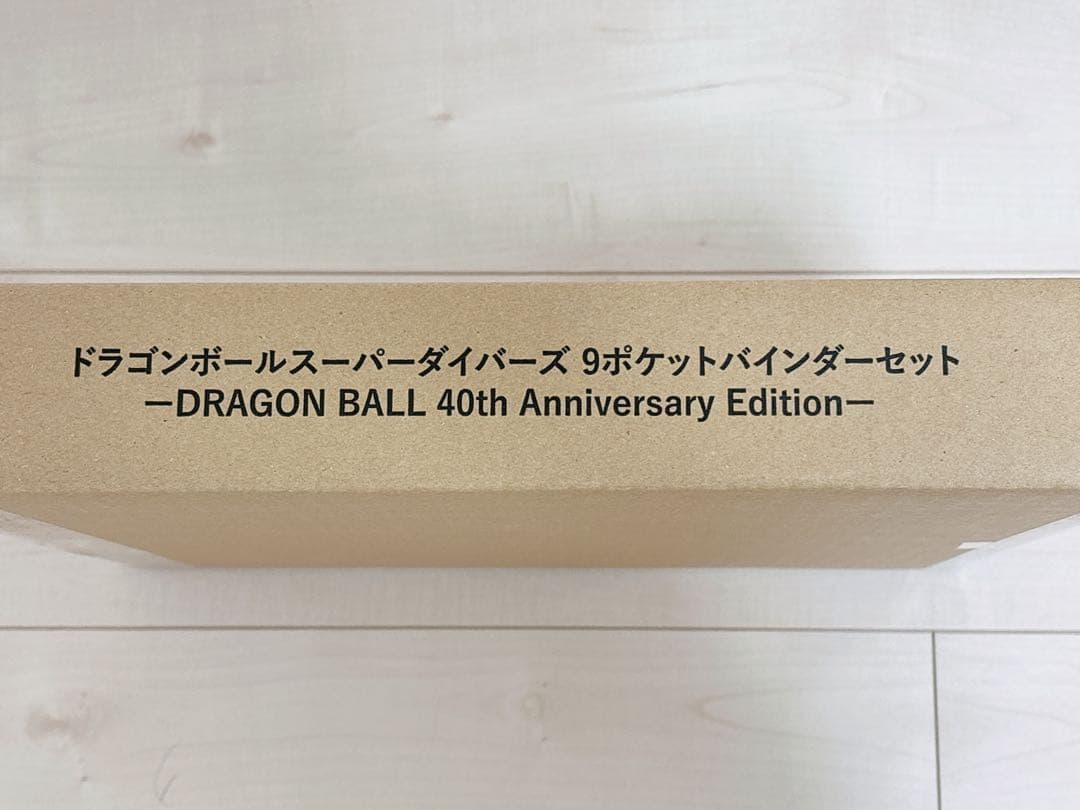 ドラゴンボールスーパーダイバーズ 9ポケットバインダーセット
ーDRAGON BALL 40th Anniversary Editionー